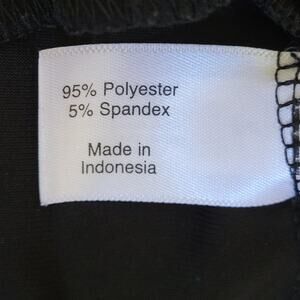 95% Polyester
5% Spandex
Made in
Indonesia